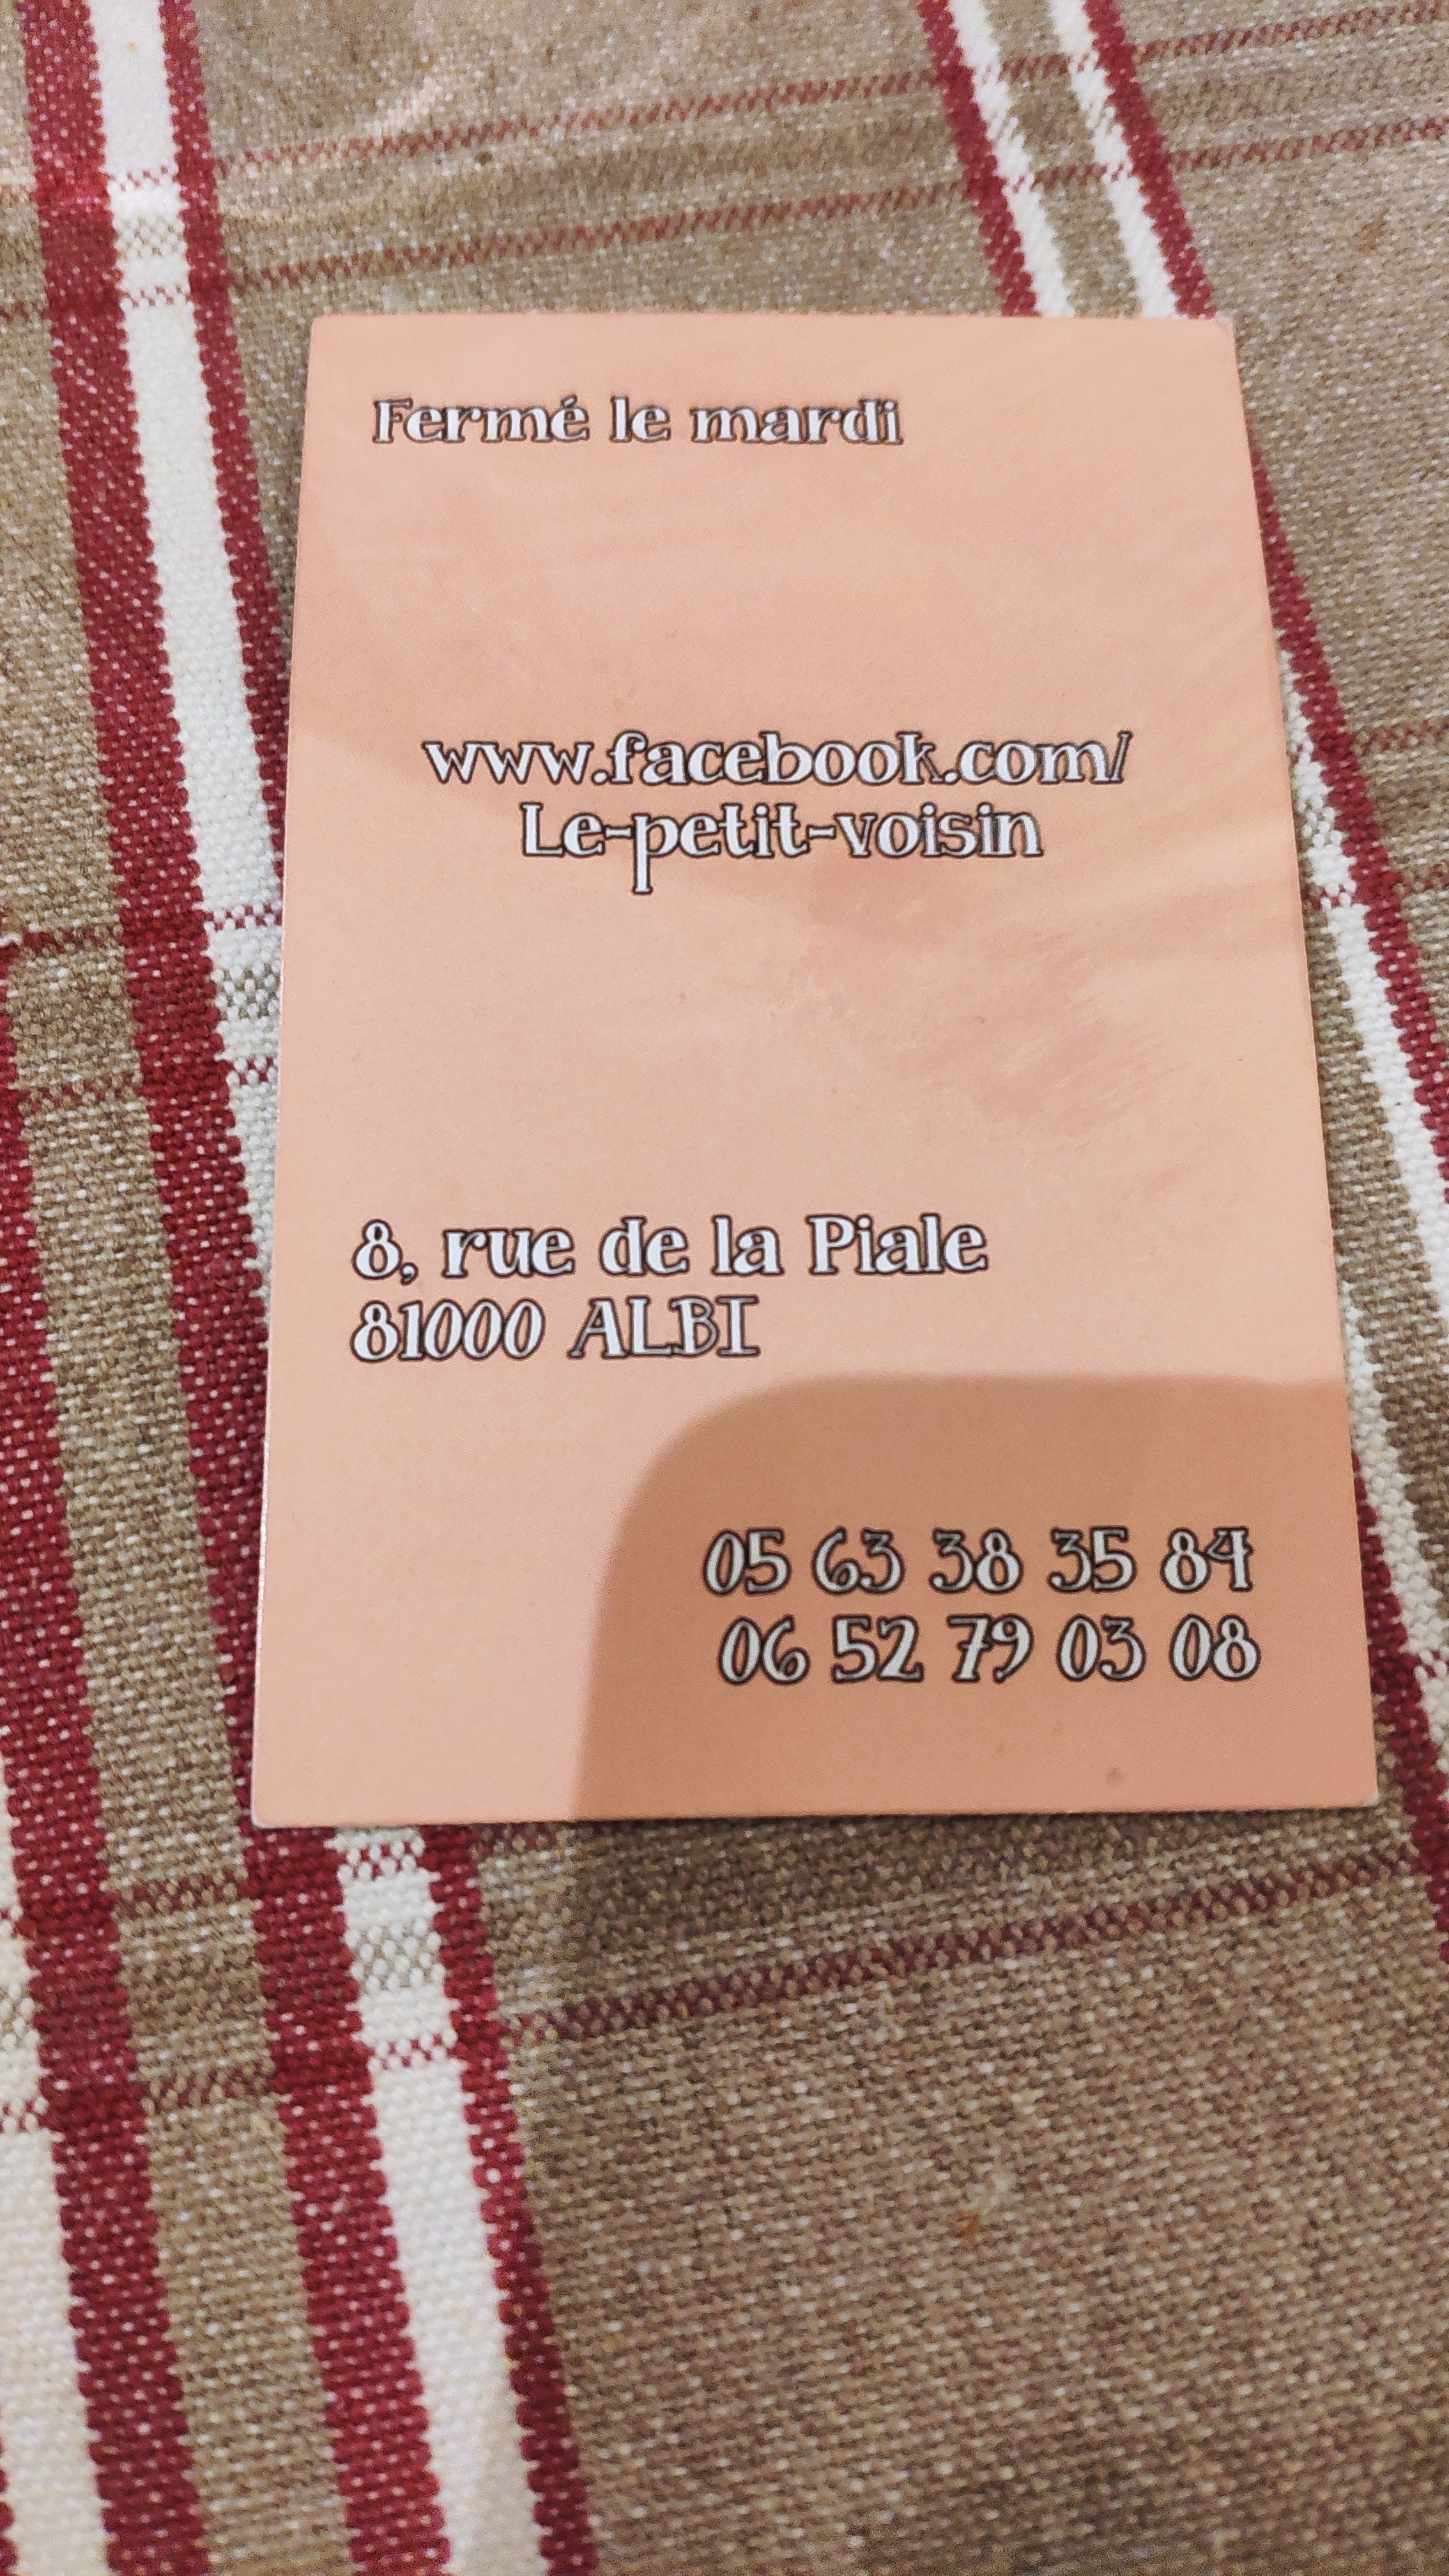 Fermé le mardi
www.facebook.com/
Le-petit-voisin
8, rue de la Piale
81000 ALBI
05 63 38 35 84
06 52 79 03 08